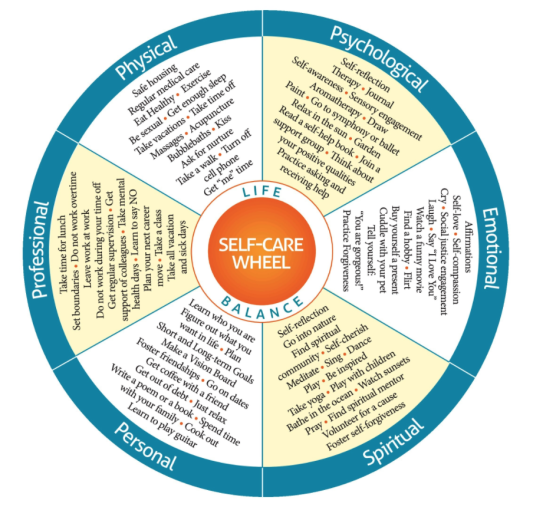 SELF-CARE
WHEEL
LIFE
BALANCE
Physical
Safe housing
Regular medical care
Eat Healthy • Exercise
Be sexual • Get enough sleep
Take vacations • Take time off
Massages • Acupuncture
Bubblebaths • Kiss
Ask for nurture
Take a walk • Turn off
cell phone
Get "me" time
Psychological
Self-reflection
Therapy • Journal
Self-awareness • Sensory engagement
Aromatherapy • Draw
Paint • Go to symphony or ballet
Relax in the sun • Garden
Read a self-help book • Join a
support group • Think about
your positive qualities
Practice asking and
receiving help
Emotional
Affirmations
Self-love • Self-compassion
Cry • Social justice engagement
Laugh • Say "I Love You"
Watch a funny movie
Find a hobby • Flirt
Buy yourself a present
Cuddle with your pet
Tell yourself:
"You are gorgeous!"
Practice Forgiveness
Spiritual
Self-reflection
Go into nature
Find spiritual
community • Self-cherish
Meditate • Sing • Dance
Play • Be inspired
Take yoga • Play with children
Bathe in the ocean • Watch sunsets
Pray • Find spiritual mentor
Volunteer for a cause
Foster self-forgiveness
Personal
Learn who you are
Figure out what you
want in life • Plan
Short and Long-term Goals
Make a Vision Board
Foster friendships • Go on dates
Get coffee with a friend
Get out of debt • Just relax
Write a poem or a book • Spend time
with your family • Cook out
Learn to play guitar
Professional
Take time for lunch
Set boundaries • Do not work overtime
Leave work at work
Do not work during your time off
Get regular supervision • Get
support of colleagues • Take mental
health days • Learn to say NO
Plan your next career
move • Take a class
Take all vacation
and sick days